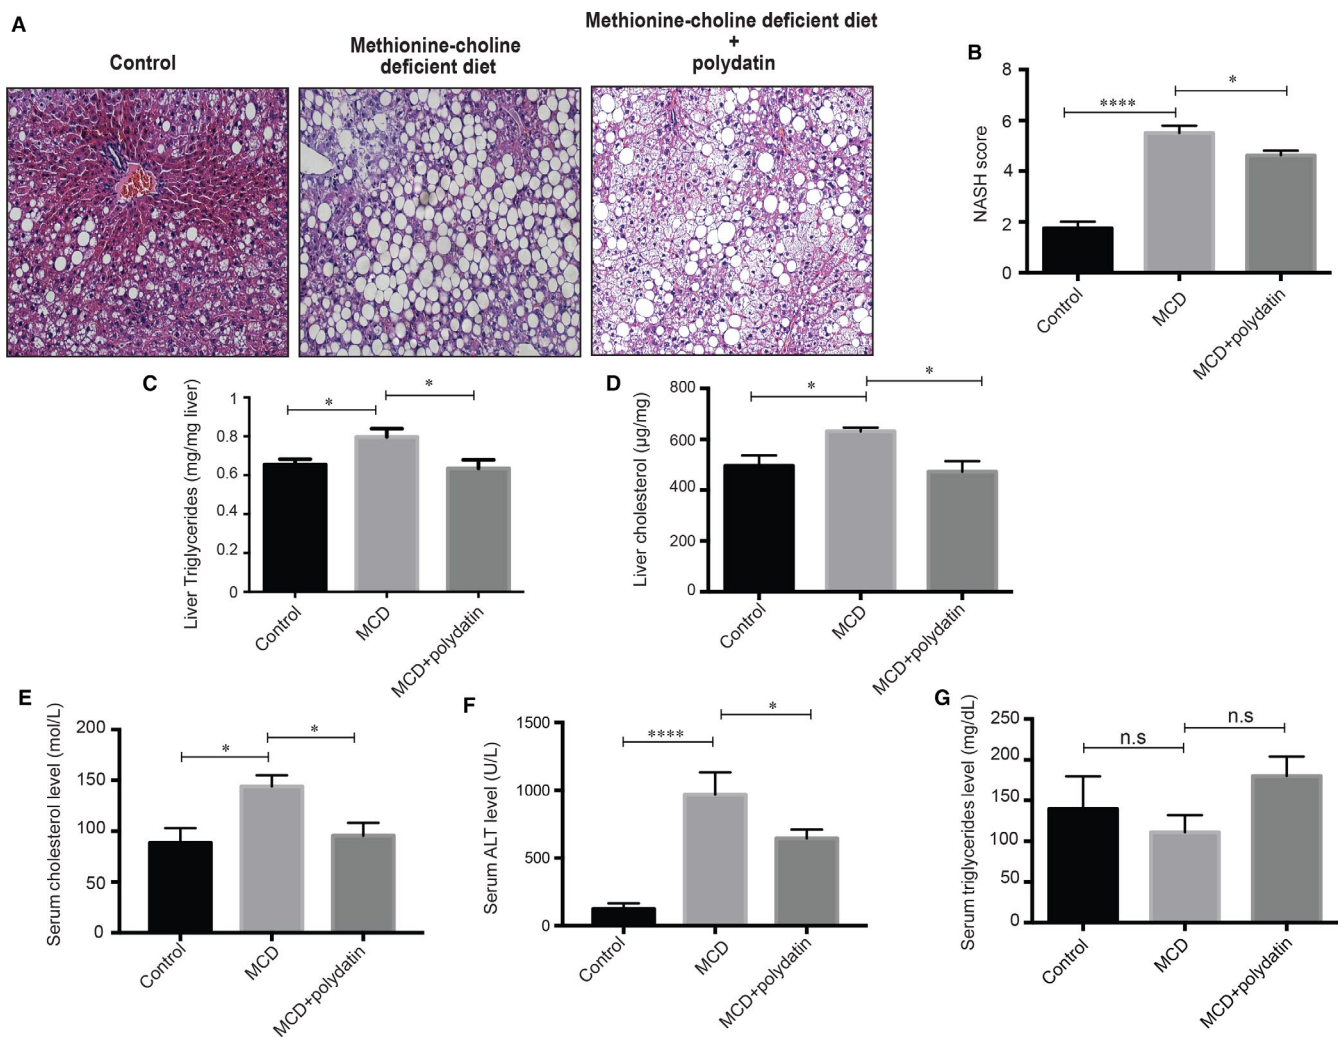 A
Control
Methionine-choline
deficient diet
Methionine-choline deficient diet
+
polydatin
B
NASH score
8
6
4
2
0
****
*
Control
MCD
MCD+polydatin
C
Liver Triglycerides (mg/mg liver)
1
0.8
0.6
0.4
0.2
0
*
*
Control
MCD
MCD+polydatin
D
Liver cholesterol (µg/mg)
800
600
400
200
0
*
*
Control
MCD
MCD+polydatin
E
Serum cholesterol level (mol/L)
200
150
100
50
0
*
*
Control
MCD
MCD+polydatin
F
Serum ALT level (U/L)
1500
1000
500
0
****
*
Control
MCD
MCD+polydatin
G
Serum triglycerides level (mg/dL)
250
200
150
100
50
0
n.s
n.s
Control
MCD
MCD+polydatin